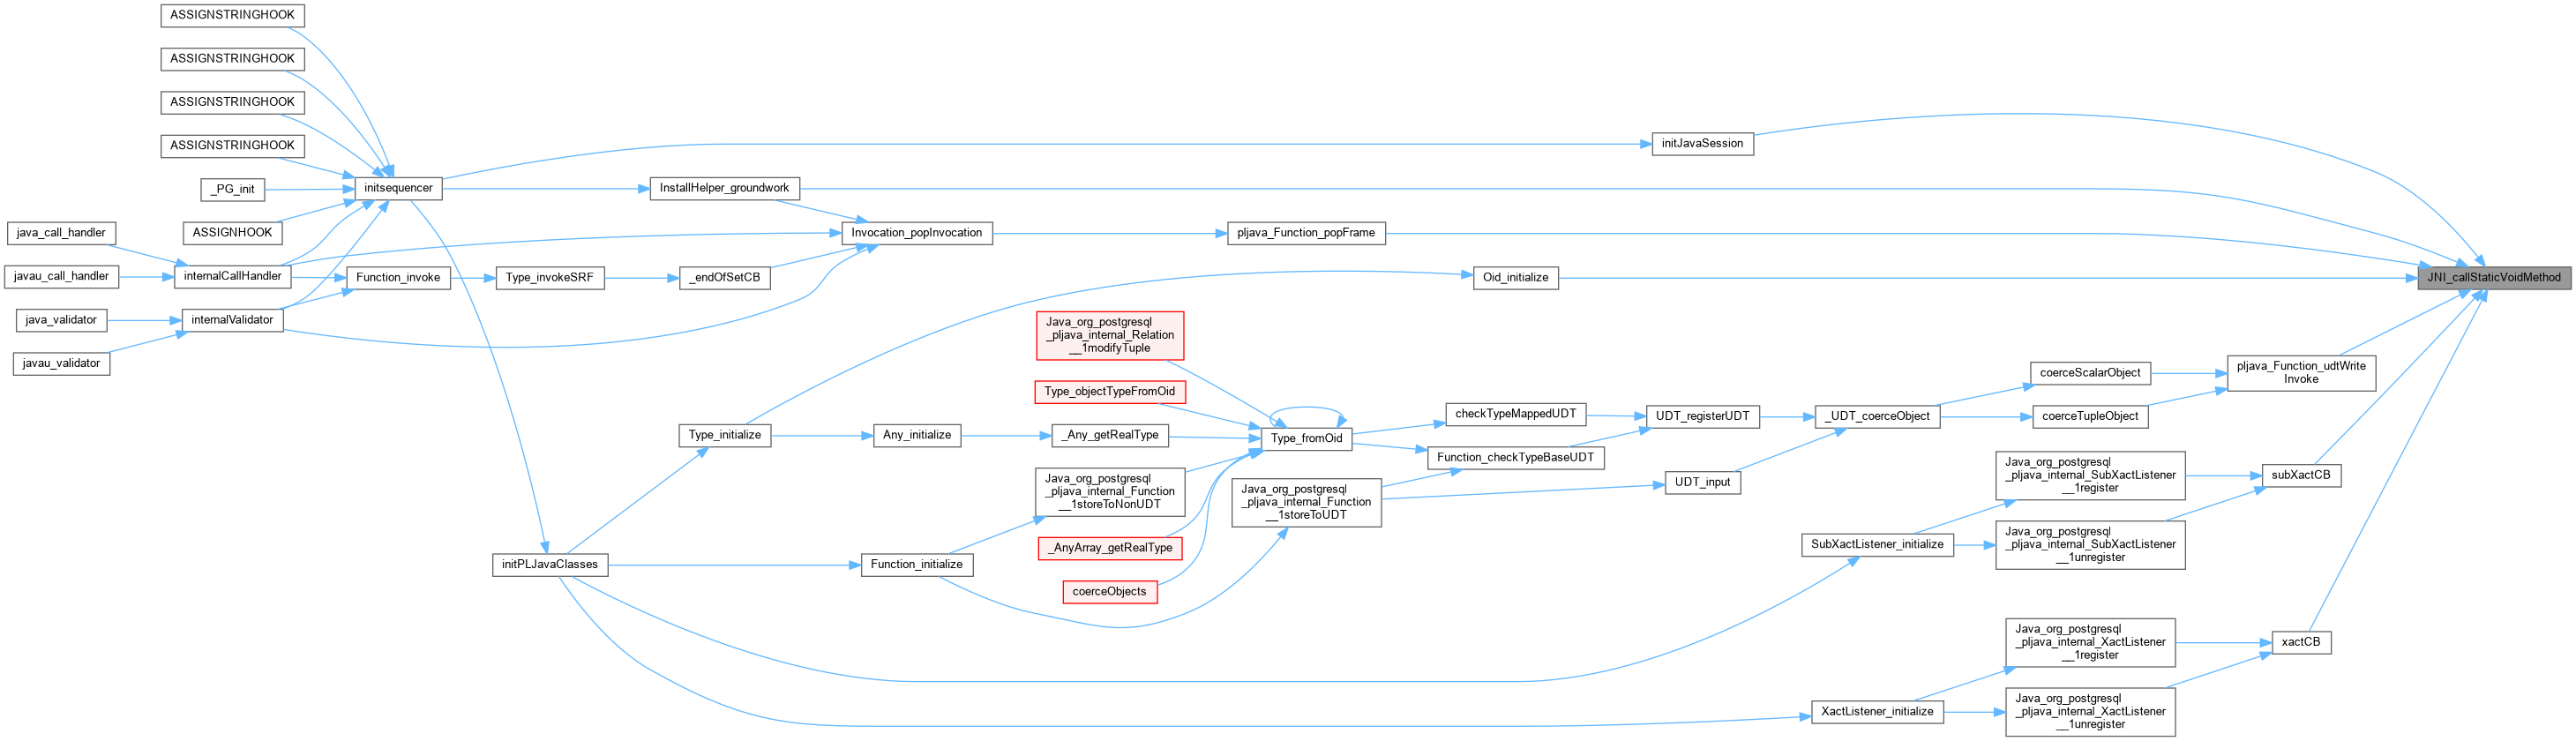 ASSIGNSTRINGHOOK
ASSIGNSTRINGHOOK
ASSIGNSTRINGHOOK
ASSIGNSTRINGHOOK
_PG_init
ASSIGNHOOK
java_call_handler
javau_call_handler
java_validator
javau_validator
initsequencer
internalCallHandler
internalValidator
Function_invoke
Type_invokeSRF
_endOfSetCB
InstallHelper_groundwork
Invocation_popInvocation
pljava_Function_popFrame
initJavaSession
Oid_initialize
JNI_callStaticVoidMethod
Java_org_postgresql
_pljava_internal_Relation
__1modifyTuple
Type_objectTypeFromOid
Type_initialize
Any_initialize
_Any_getRealType
Type_fromOid
checkTypeMappedUDT
Function_checkTypeBaseUDT
UDT_registerUDT
_UDT_coerceObject
coerceScalarObject
coerceTupleObject
pljava_Function_udtWrite
Invoke
UDT_input
Java_org_postgresql
_pljava_internal_Function
__1storeToNonUDT
Java_org_postgresql
_pljava_internal_Function
__1storeToUDT
_AnyArray_getRealType
coerceObjects
initPLJavaClasses
Function_initialize
SubXactListener_initialize
Java_org_postgresql
_pljava_internal_SubXactListener
__1register
Java_org_postgresql
_pljava_internal_SubXactListener
__1unregister
subXactCB
XactListener_initialize
Java_org_postgresql
_pljava_internal_XactListener
__1register
Java_org_postgresql
_pljava_internal_XactListener
__1unregister
xactCB